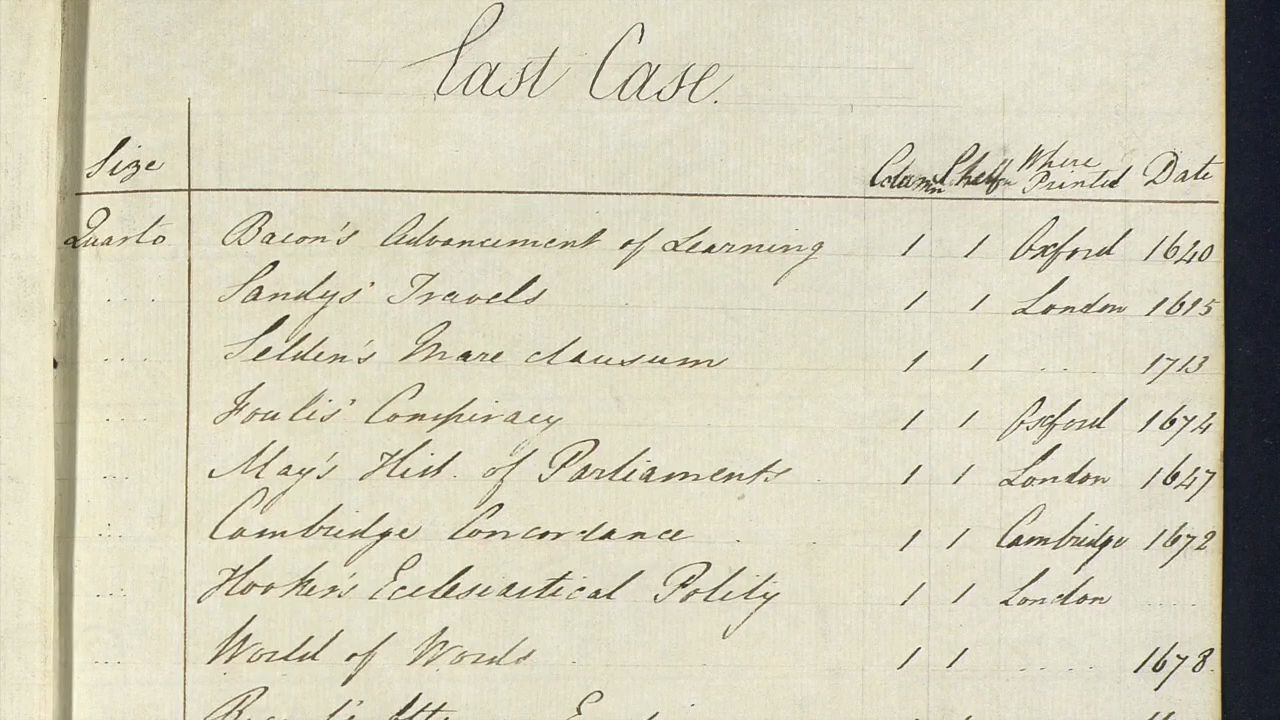 East Case.
Size Column Shelf Where Printed Date
Quarto Bacon's Advancement of Learning 1 1 Oxford 1640
.... Sandys' Travels 1 1 London 1615
.... Selden's Mare clausum 1 1 .... 1713
.... Foulis' Conspiracy 1 1 Oxford 1674
.... May's Hist. of Parliaments 1 1 London 1647
.... Cambridge Concordance 1 1 Cambridge 1672
.... Hooker's Ecclesiastical Polity 1 1 London ....
.... World of Words 1 1 .... 1678.